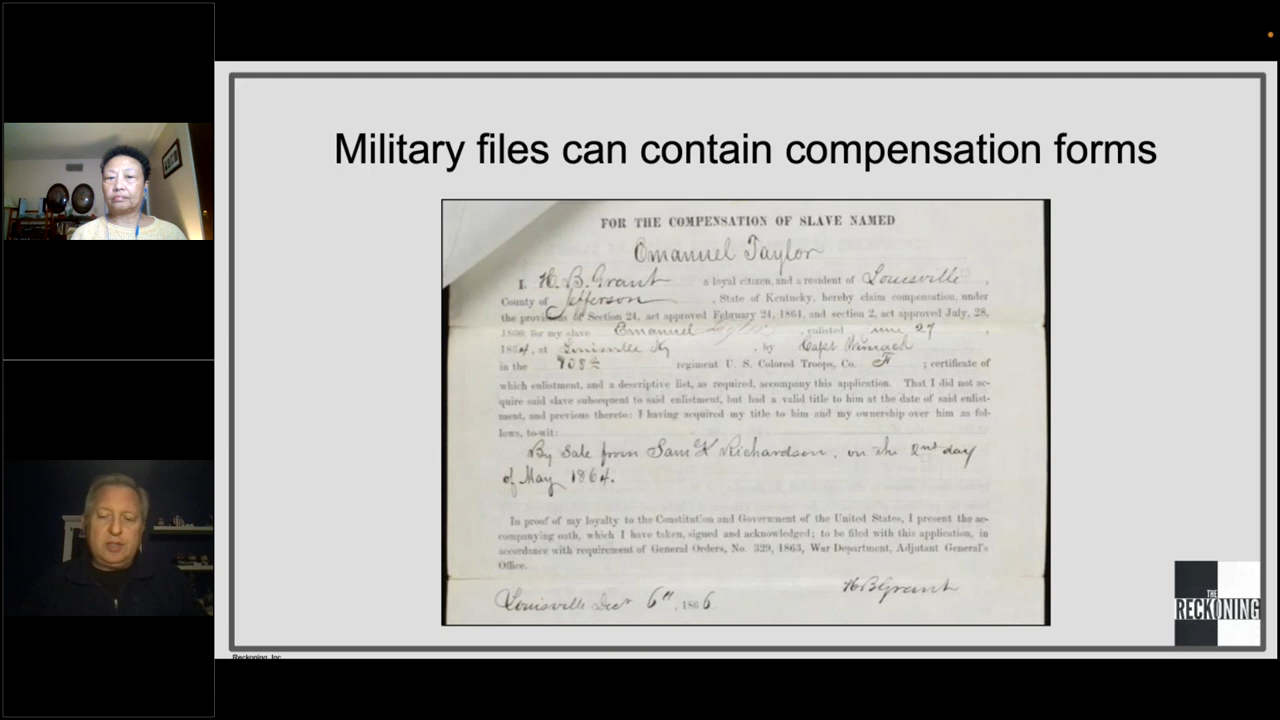 Military files can contain compensation forms
FOR THE COMPENSATION OF SLAVE NAMED
Emanuel Taylor
I, H. B. Grant a loyal citizen, and a resident of Louisville,
County of Jefferson, State of Kentucky, hereby claim compensation, under
the provisions of Section 24, act approved February 24, 1864, and section 2, act approved July, 28,
1866, for my slave Emanuel Taylor, enlisted June 27,
1864, at Louisville Ky, by Capt Womack
in the 108th regiment U. S. Colored Troops, Co. F; certificate of
which enlistment, and a descriptive list, as required, accompany this application. That I did not ac-
quire said slave subsequent to said enlistment, but had a valid title to him at the date of said enlist-
ment, and previous thereto: I having acquired my title to him and my ownership over him as fol-
lows, to-wit:
By Sale from Sam K Richardson, on the 2nd day
of May 1864.
In proof of my loyalty to the Constitution and Government of the United States, I present the ac-
companying oath, which I have taken, signed and acknowledged; to be filed with this application, in
accordance with requirement of General Orders, No. 329, 1863, War Department, Adjutant General's
Office.
H B Grant
Louisville Decr 6th, 1866.
THE
RECKONING
Reckoning, Inc.